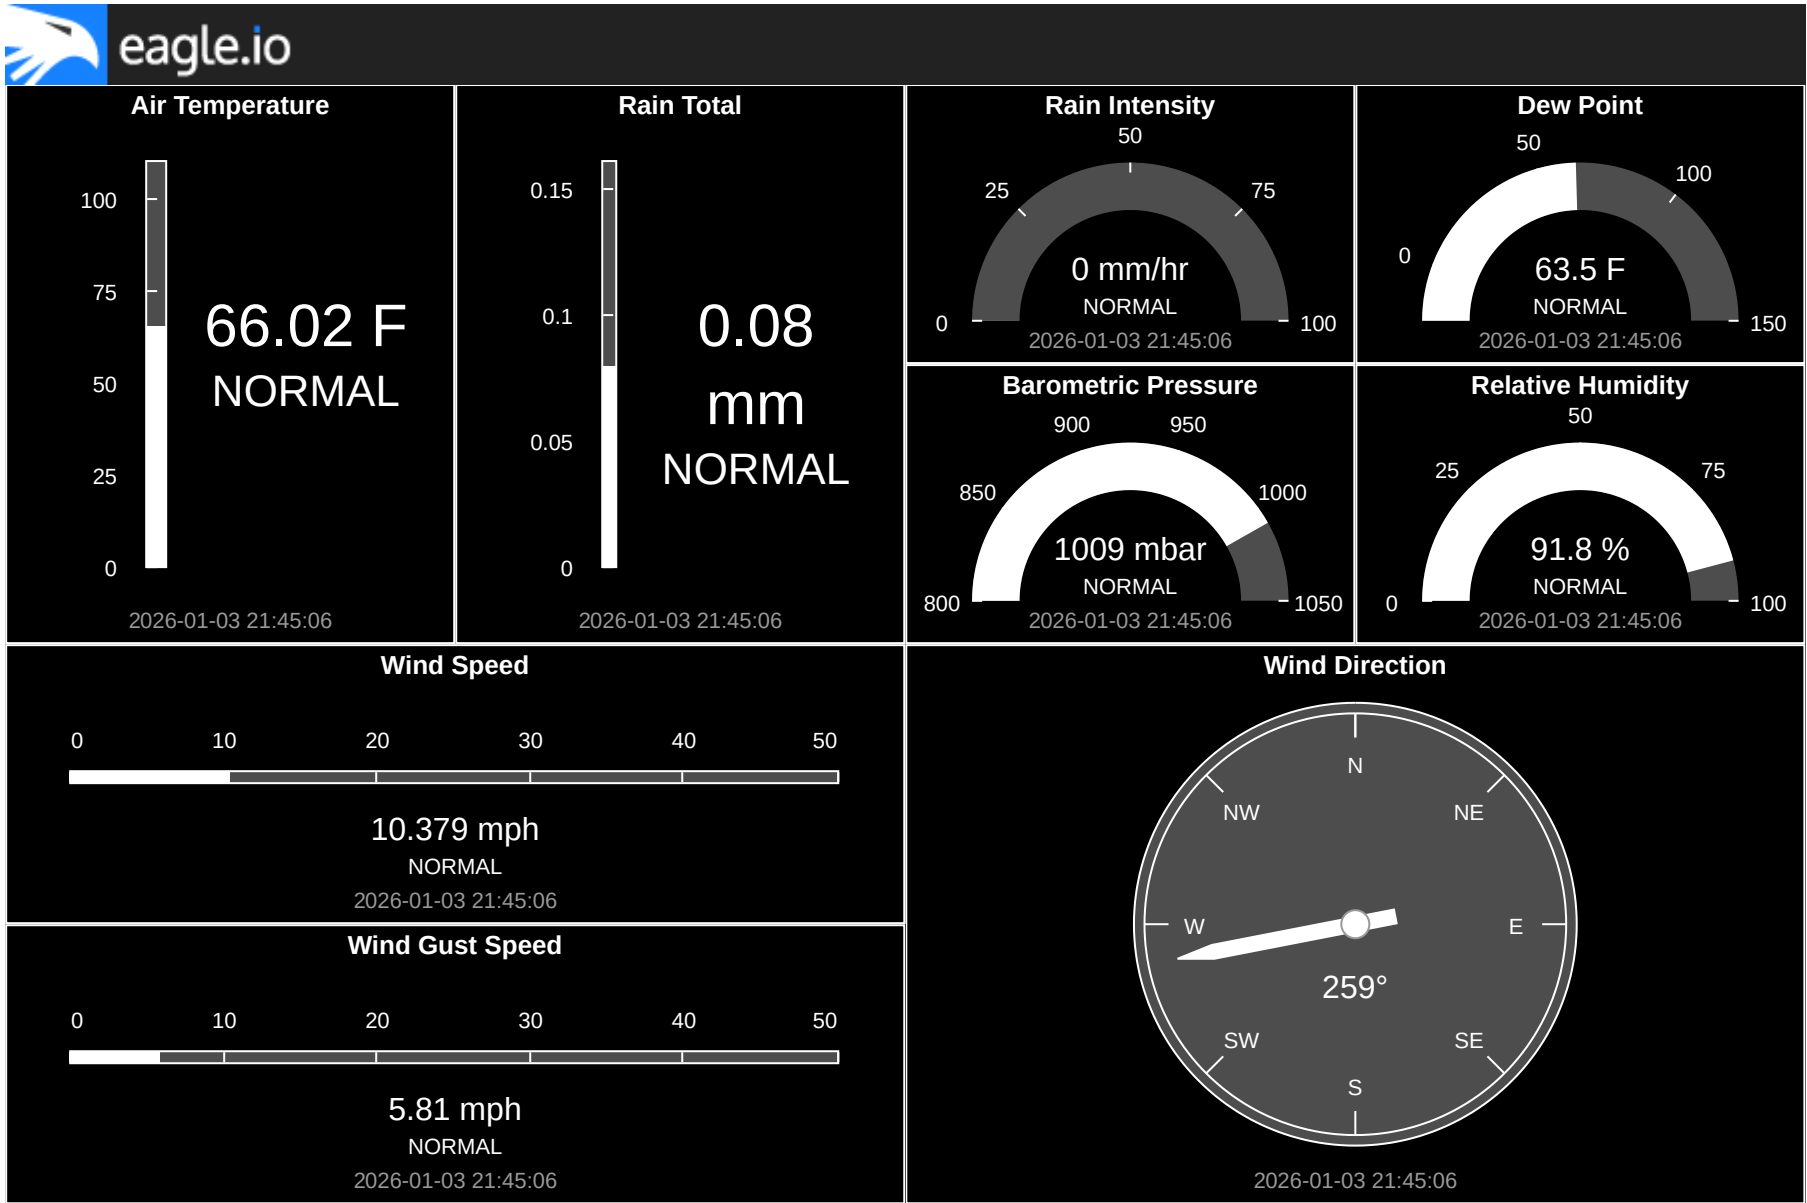 eagle.io
Air Temperature
100
75
50
25
0
66.02 F
NORMAL
2026-01-03 21:45:06
Rain Total
0.15
0.1
0.05
0
0.08
mm
NORMAL
2026-01-03 21:45:06
Rain Intensity
0
25
50
75
100
0 mm/hr
NORMAL
2026-01-03 21:45:06
Dew Point
0
50
100
150
63.5 F
NORMAL
2026-01-03 21:45:06
Barometric Pressure
800
850
900
950
1000
1050
1009 mbar
NORMAL
2026-01-03 21:45:06
Relative Humidity
0
25
50
75
100
91.8 %
NORMAL
2026-01-03 21:45:06
Wind Speed
0 10 20 30 40 50
10.379 mph
NORMAL
2026-01-03 21:45:06
Wind Gust Speed
0 10 20 30 40 50
5.81 mph
NORMAL
2026-01-03 21:45:06
Wind Direction
N
NW NE
W E
259°
SW SE
S
2026-01-03 21:45:06